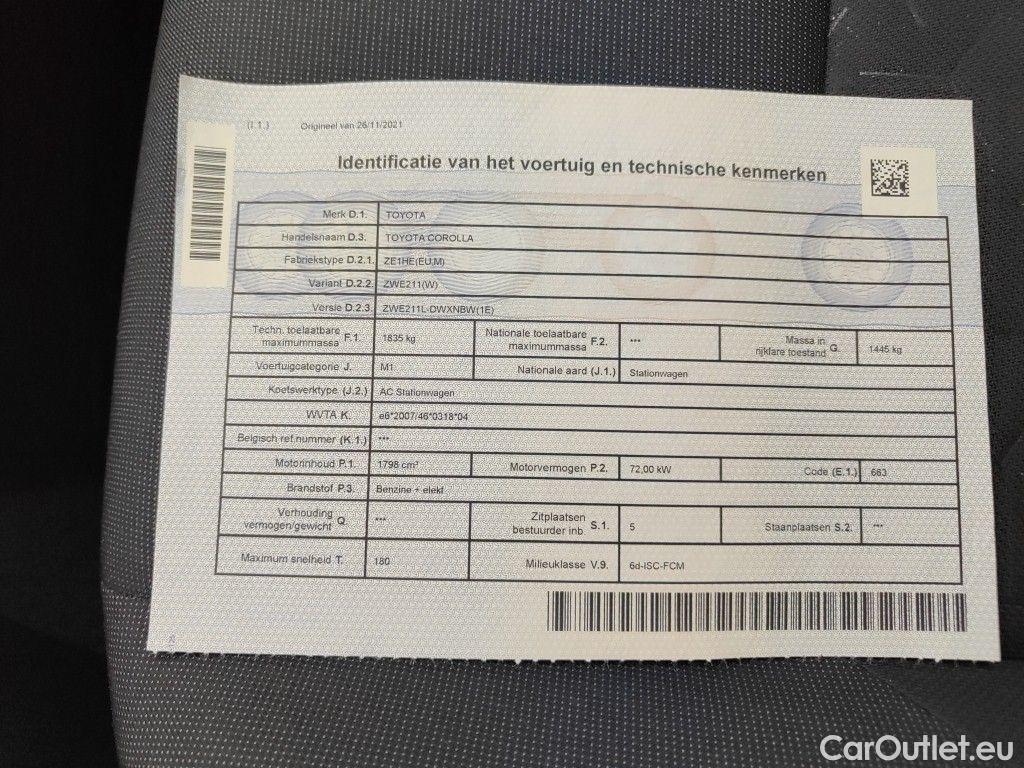 (I.1.) Origineel van 26/11/2021
Identificatie van het voertuig en technische kenmerken
Merk D.1. TOYOTA
Handelsnaam D.3. TOYOTA COROLLA
Fabriekstype D.2.1. ZE1HE(EU,M)
Variant D.2.2. ZWE211(W)
Versie D.2.3. ZWE211L-DWXNBW(1E)
Techn. toelaatbare maximummassa F.1. 1835 kg Nationale toelaatbare maximummassa F.2. *** Massa in rijklare toestand G. 1445 kg
Voertuigcategorie J. M1 Nationale aard (J.1.) Stationwagen
Koetswerktype (J.2.) AC Stationwagen
WVTA K. e6*2007/46*0318*04
Belgisch ref.nummer (K.1.) ***
Motorinhoud P.1. 1798 cm³ Motorvermogen P.2. 72,00 kW Code (E.1.) 663
Brandstof P.3. Benzine + elekt
Verhouding vermogen/gewicht Q. *** Zitplaatsen bestuurder inb. S.1. 5 Staanplaatsen S.2. ***
Maximum snelheid T. 180 Milieuklasse V.9. 6d-ISC-FCM
CarOutlet.eu